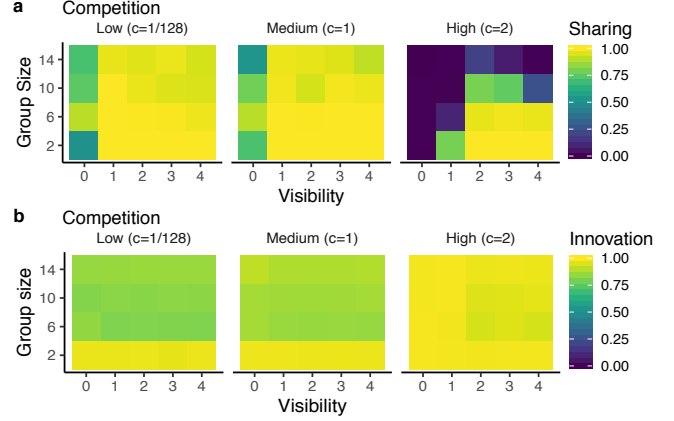 a
Competition
Low (c=1/128) Medium (c=1) High (c=2)
Sharing
Group Size
14
10
6
2
0 1 2 3 4 0 1 2 3 4 0 1 2 3 4
Visibility
1.00
0.75
0.50
0.25
0.00
b
Competition
Low (c=1/128) Medium (c=1) High (c=2)
Innovation
Group size
14
10
6
2
0 1 2 3 4 0 1 2 3 4 0 1 2 3 4
Visibility
1.00
0.75
0.50
0.25
0.00